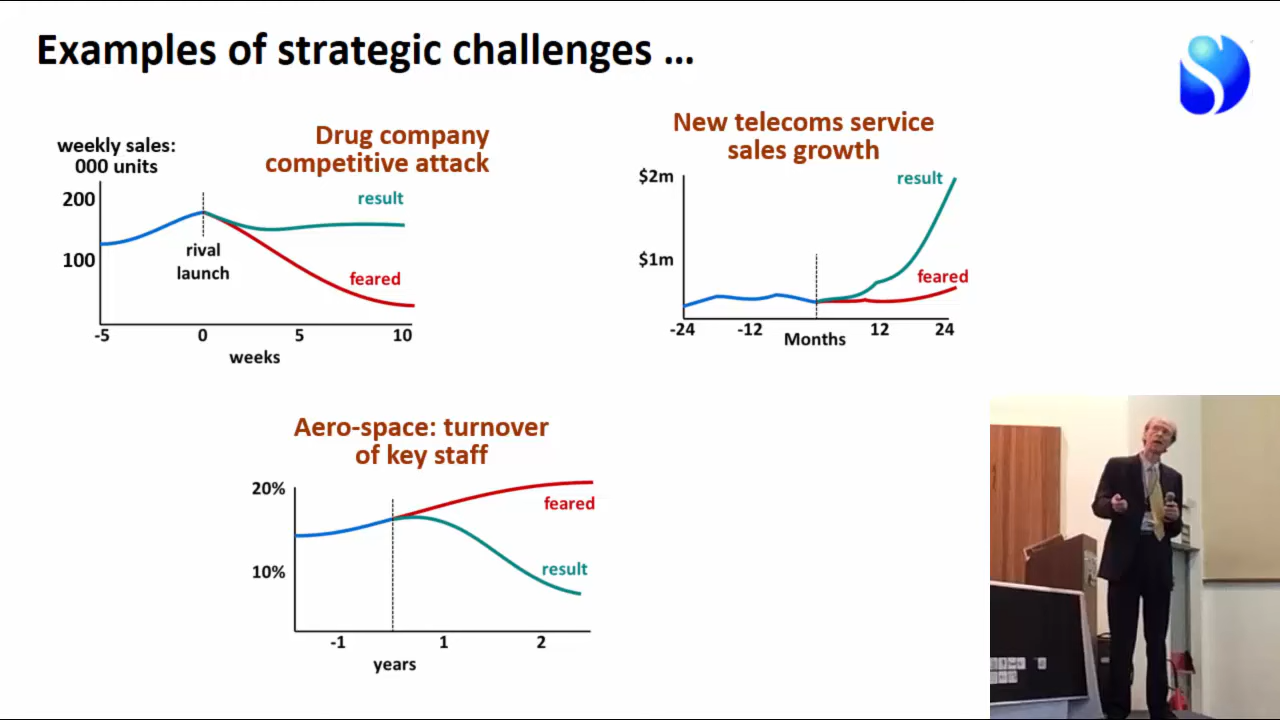 Examples of strategic challenges ...
Drug company
competitive attack
weekly sales:
000 units
200
100
result
rival
launch
feared
-5
0
5
10
weeks
New telecoms service
sales growth
$2m
$1m
result
feared
-24
-12
12
24
Months
Aero-space: turnover
of key staff
20%
10%
feared
result
-1
1
2
years